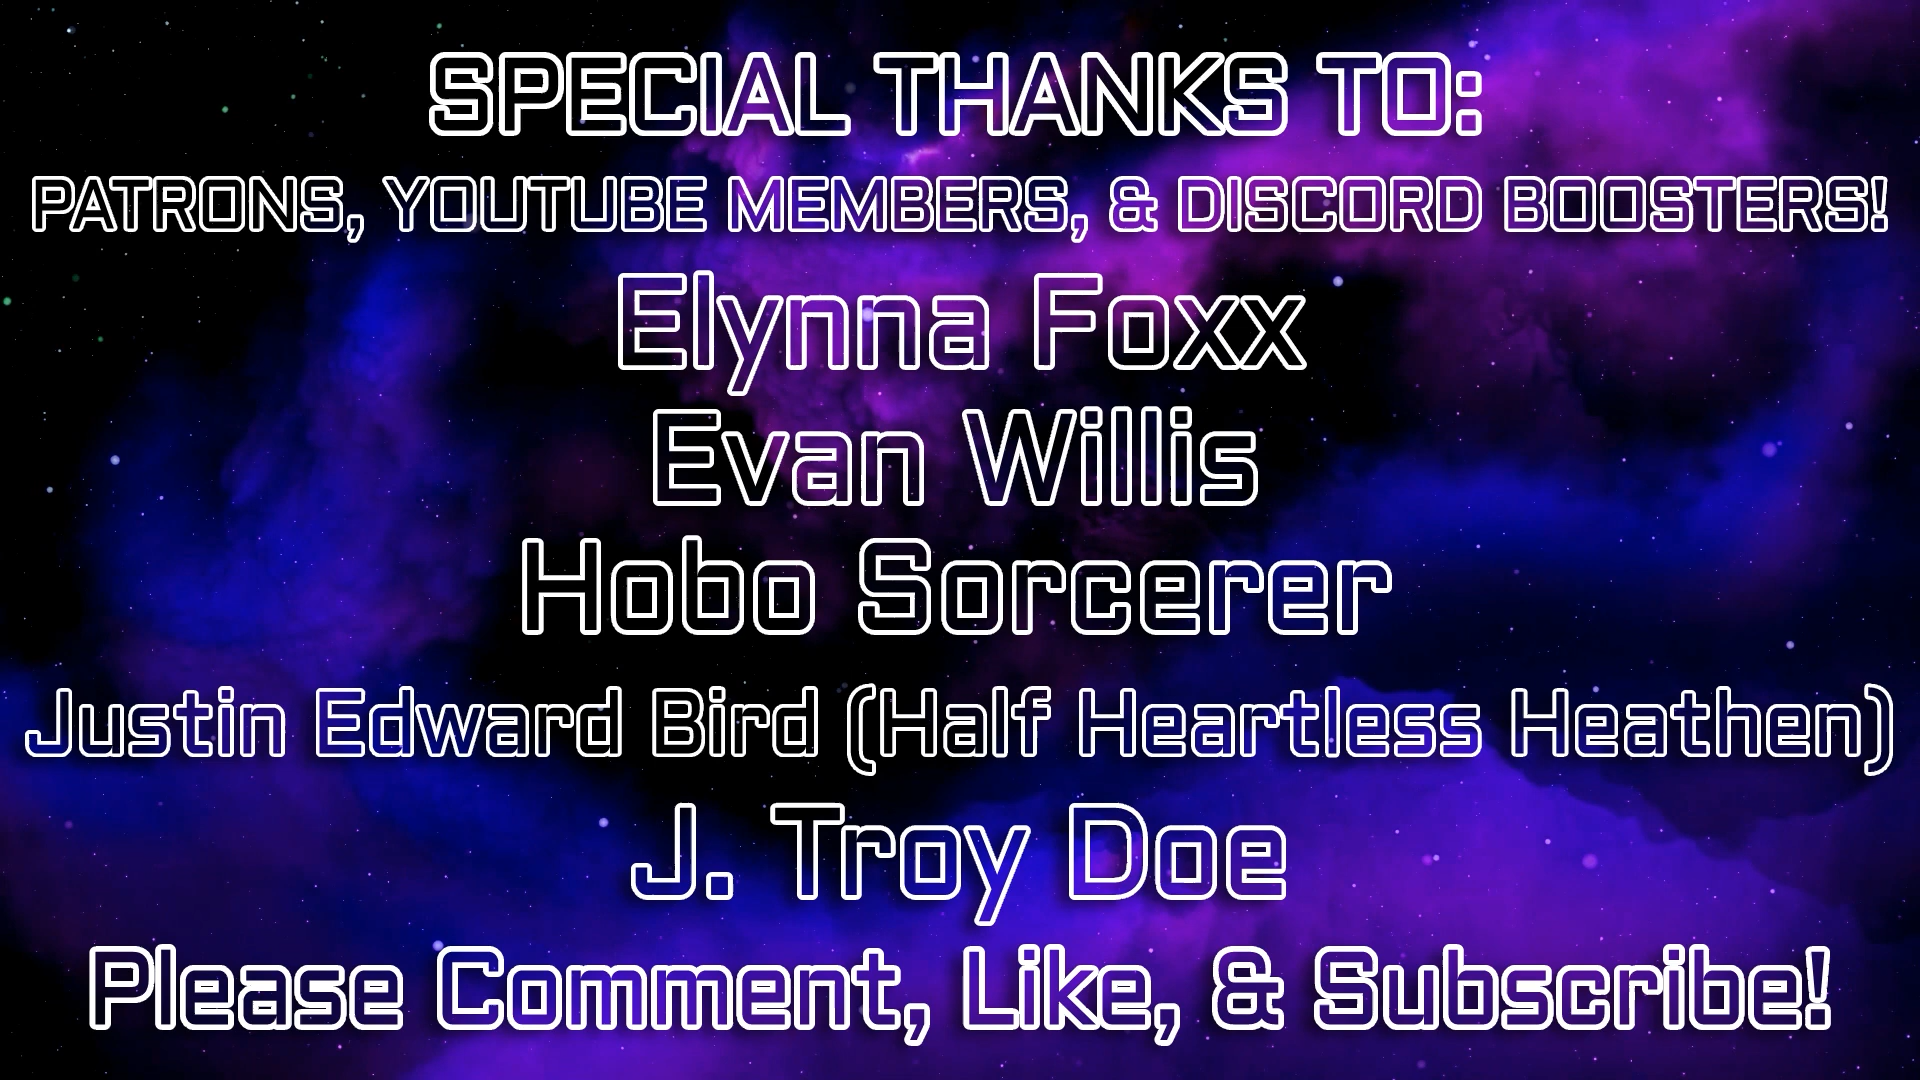 SPECIAL THANKS TO:
PATRONS, YOUTUBE MEMBERS, & DISCORD BOOSTERS!
Elynna Foxx
Evan Willis
Hobo Sorcerer
Justin Edward Bird (Half Heartless Heathen)
J. Troy Doe
Please Comment, Like, & Subscribe!